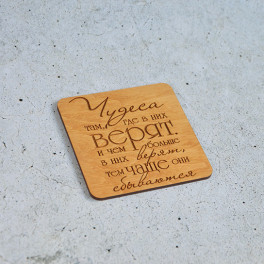 Чудеса
там, где в них
верят.
и чем больше
в них верят,
тем чаще они
сбываются